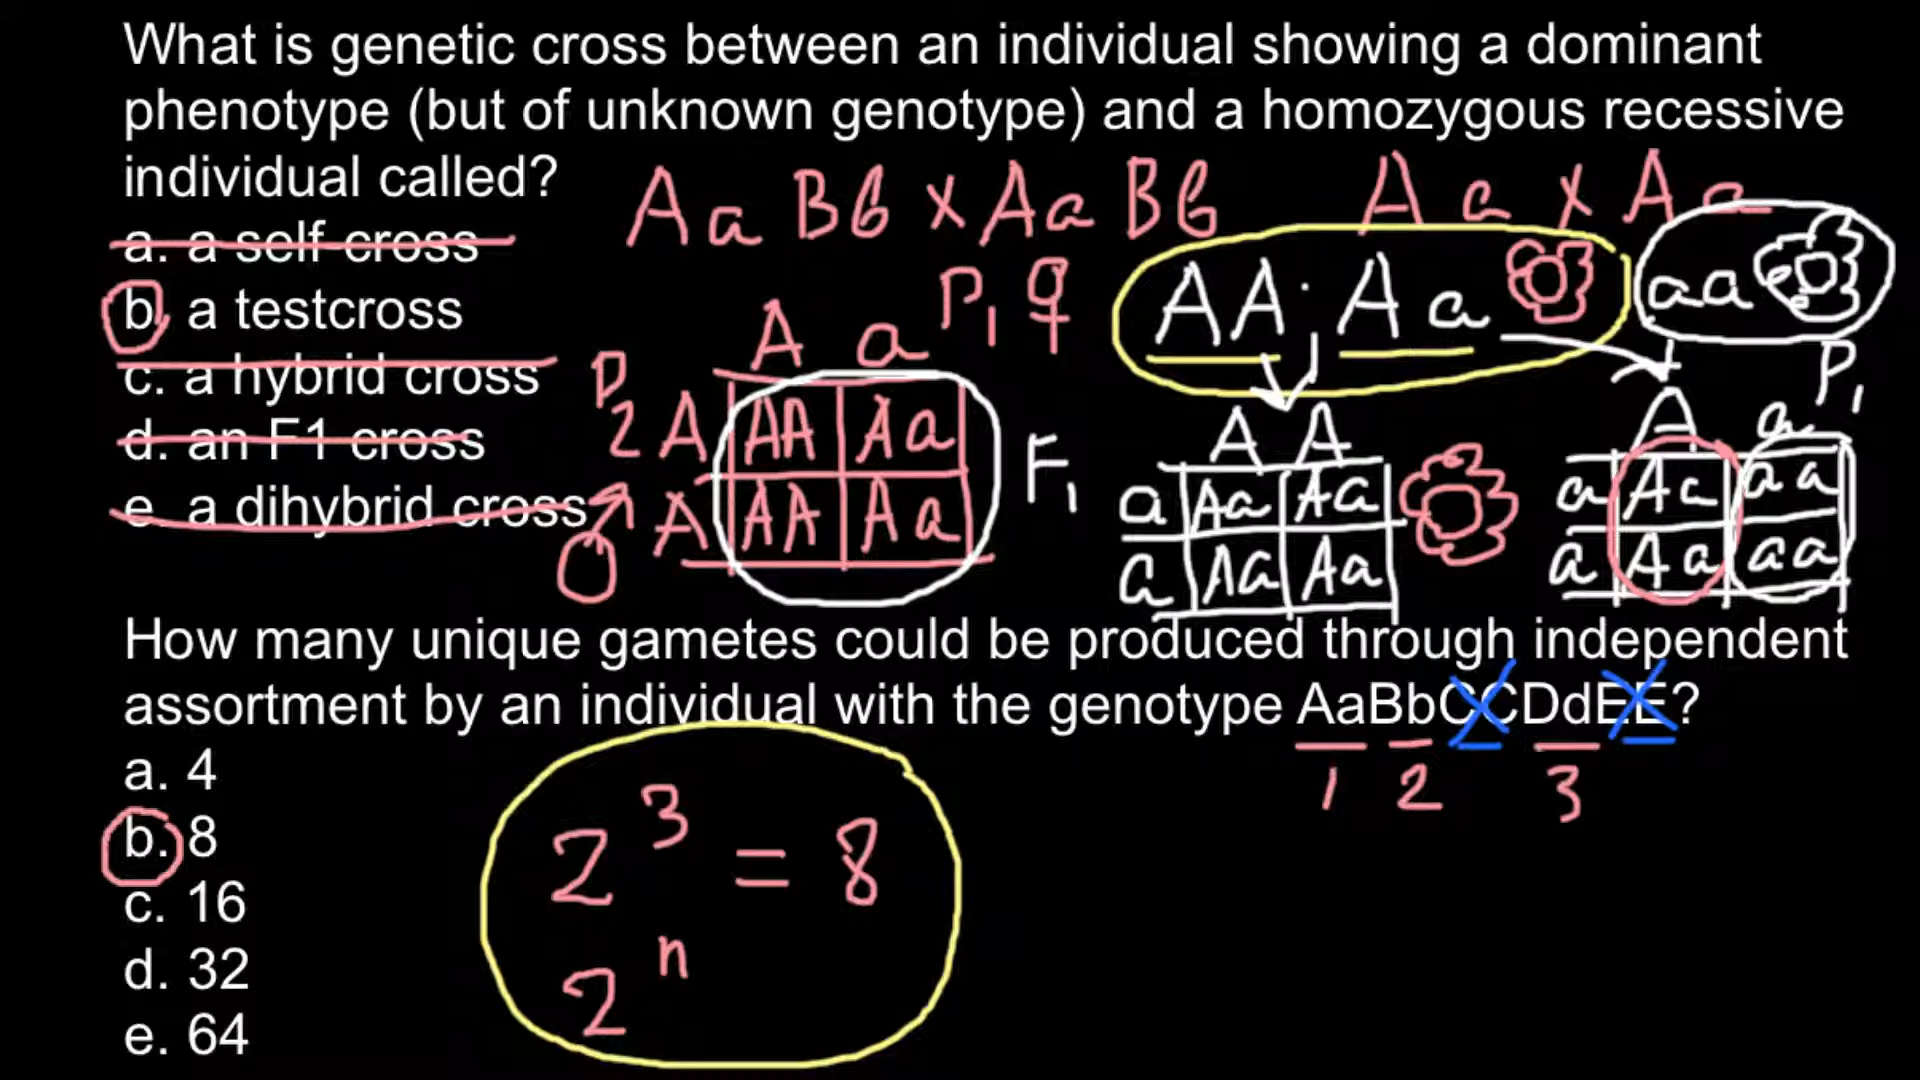 What is genetic cross between an individual showing a dominant
phenotype (but of unknown genotype) and a homozygous recessive
individual called?
Aa Bb x Aa Bb
Aa x Aa
a. a self-cross
b. a testcross
c. a hybrid cross
d. an F1 cross
e. a dihybrid cross
P1 ♀
AA · Aa
aa
P1
A a
P2 A AA Aa
♂ A AA Aa
F1
A A
a Aa Aa
a Aa Aa
A a
a Aa aa
a Aa aa
How many unique gametes could be produced through independent
assortment by an individual with the genotype AaBbCCDdEE?
1 2 3
a. 4
b. 8
c. 16
d. 32
e. 64
2³ = 8
2ⁿ